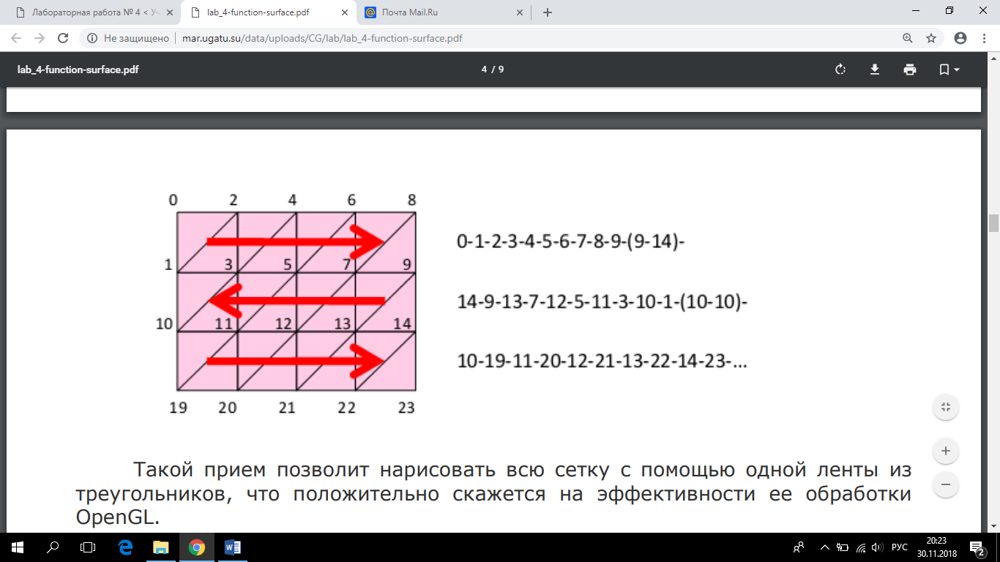 Лабораторная работа № 4 < Уч
lab_4-function-surface.pdf
Почта Mail.Ru
Не защищено
mar.ugatu.su/data/uploads/CG/lab/lab_4-function-surface.pdf
lab_4-function-surface.pdf
4 / 9
0 2 4 6 8
1 3 5 7 9
10 11 12 13 14
19 20 21 22 23
0-1-2-3-4-5-6-7-8-9-(9-14)-
14-9-13-7-12-5-11-3-10-1-(10-10)-
10-19-11-20-12-21-13-22-14-23-...
Такой прием позволит нарисовать всю сетку с помощью одной ленты из
треугольников, что положительно скажется на эффективности ее обработки
OpenGL.
РУС
20:23
30.11.2018
2